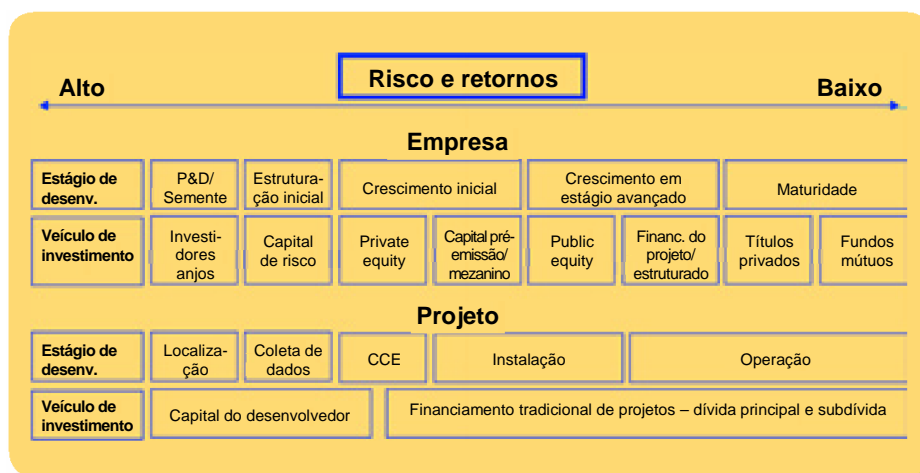 Risco e retornos
Alto
Baixo
Empresa
Estágio de
desenv.
P&D/
Semente
Estrutura-
ção inicial
Crescimento inicial
Crescimento em
estágio avançado
Maturidade
Veículo de
investimento
Investi-
dores
anjos
Capital
de risco
Private
equity
Capital pré-
emissão/
mezanino
Public
equity
Financ. do
projeto/
estruturado
Títulos
privados
Fundos
mútuos
Projeto
Estágio de
desenv.
Localiza-
ção
Coleta de
dados
CCE
Instalação
Operação
Veículo de
investimento
Capital do desenvolvedor
Financiamento tradicional de projetos – dívida principal e subdívida